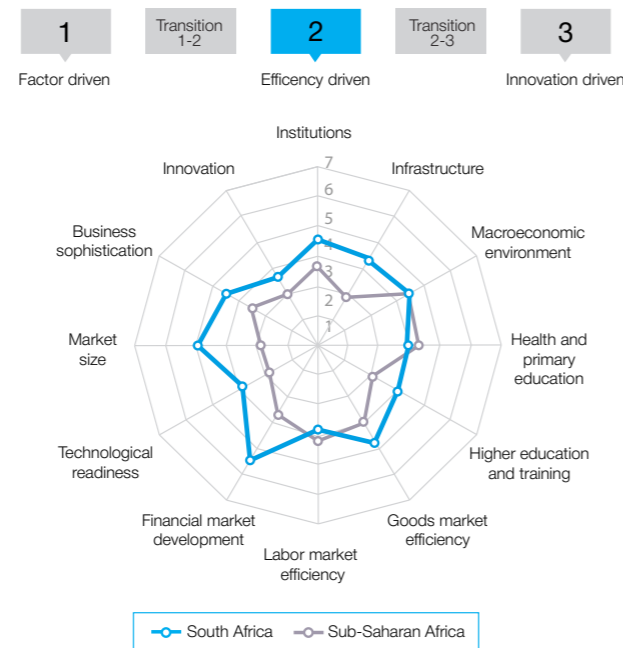 1
Transition
1-2
2
Transition
2-3
3
Factor driven
Efficency driven
Innovation driven
Institutions
7
Innovation
Infrastructure
6
5
Business
sophistication
Macroeconomic
environment
4
3
2
Market
size
1
Health and
primary
education
Technological
readiness
Higher education
and training
Financial market
development
Goods market
efficiency
Labor market
efficiency
South Africa
Sub-Saharan Africa